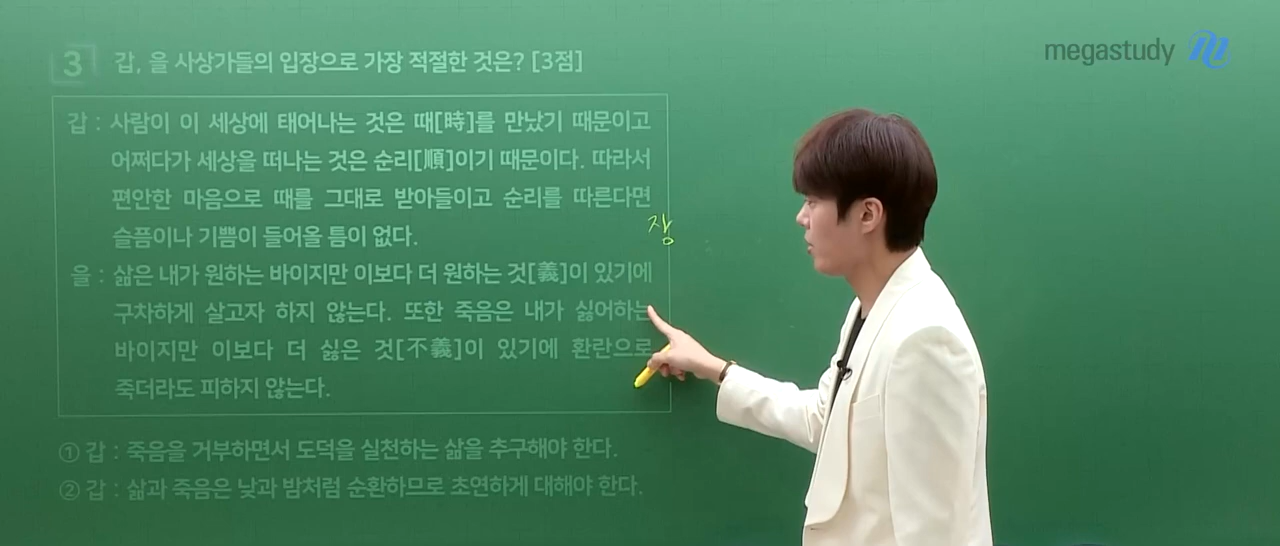 megastudy
3 갑, 을 사상가들의 입장으로 가장 적절한 것은? [3점]
갑 : 사람이 이 세상에 태어나는 것은 때[時]를 만났기 때문이고
어쩌다가 세상을 떠나는 것은 순리[順]이기 때문이다. 따라서
편안한 마음으로 때를 그대로 받아들이고 순리를 따른다면
슬픔이나 기쁨이 들어올 틈이 없다.
장
을 : 삶은 내가 원하는 바이지만 이보다 더 원하는 것[義]이 있기에
구차하게 살고자 하지 않는다. 또한 죽음은 내가 싫어하는
바이지만 이보다 더 싫은 것[不義]이 있기에 환란으로
죽더라도 피하지 않는다.
① 갑 : 죽음을 거부하면서 도덕을 실천하는 삶을 추구해야 한다.
② 갑 : 삶과 죽음은 낮과 밤처럼 순환하므로 초연하게 대해야 한다.